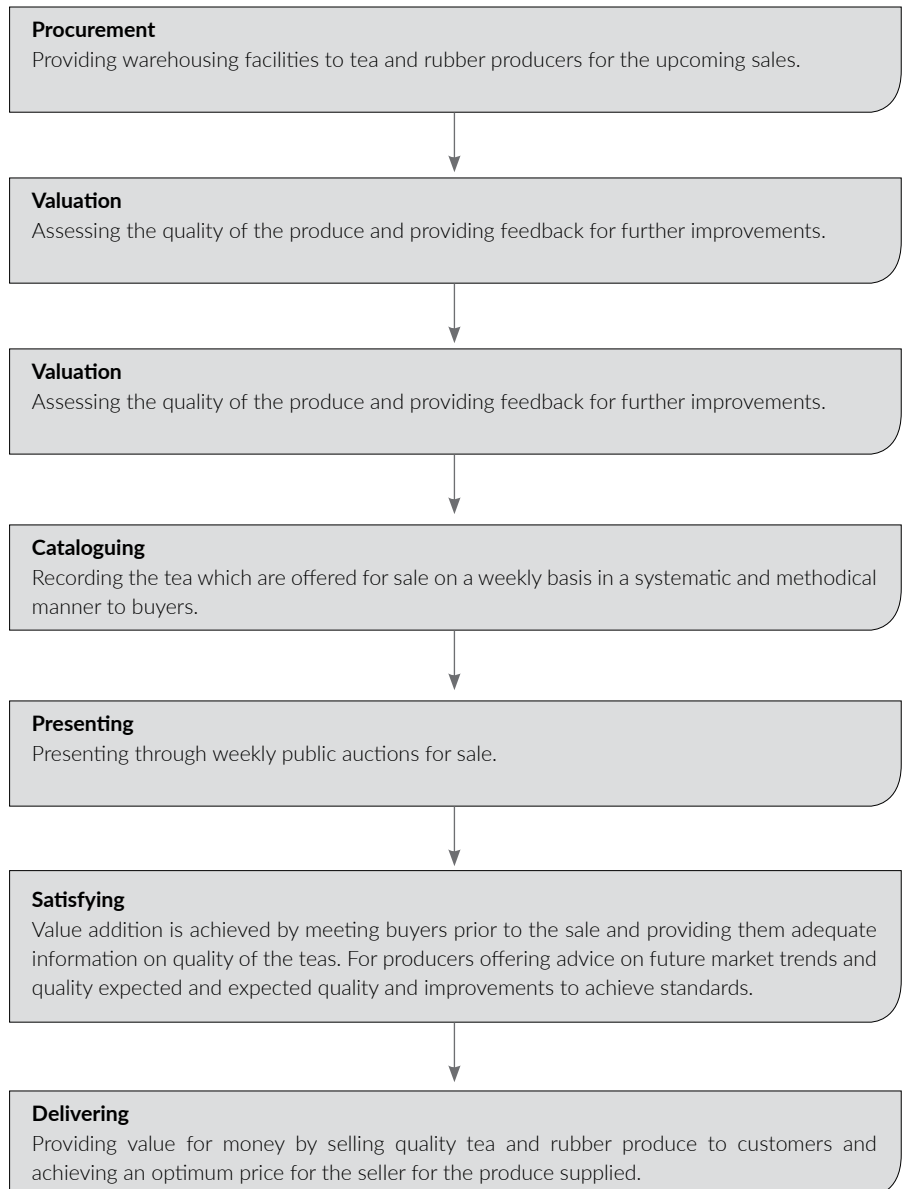 Procurement
Providing warehousing facilities to tea and rubber producers for the upcoming sales.
Valuation
Assessing the quality of the produce and providing feedback for further improvements.
Valuation
Assessing the quality of the produce and providing feedback for further improvements.
Cataloguing
Recording the tea which are offered for sale on a weekly basis in a systematic and methodical
manner to buyers.
Presenting
Presenting through weekly public auctions for sale.
Satisfying
Value addition is achieved by meeting buyers prior to the sale and providing them adequate
information on quality of the teas. For producers offering advice on future market trends and
quality expected and expected quality and improvements to achieve standards.
Delivering
Providing value for money by selling quality tea and rubber produce to customers and
achieving an optimum price for the seller for the produce supplied.